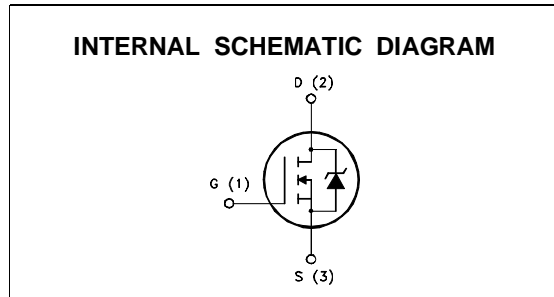 INTERNAL SCHEMATIC DIAGRAM
D (2)
G (1)
S (3)